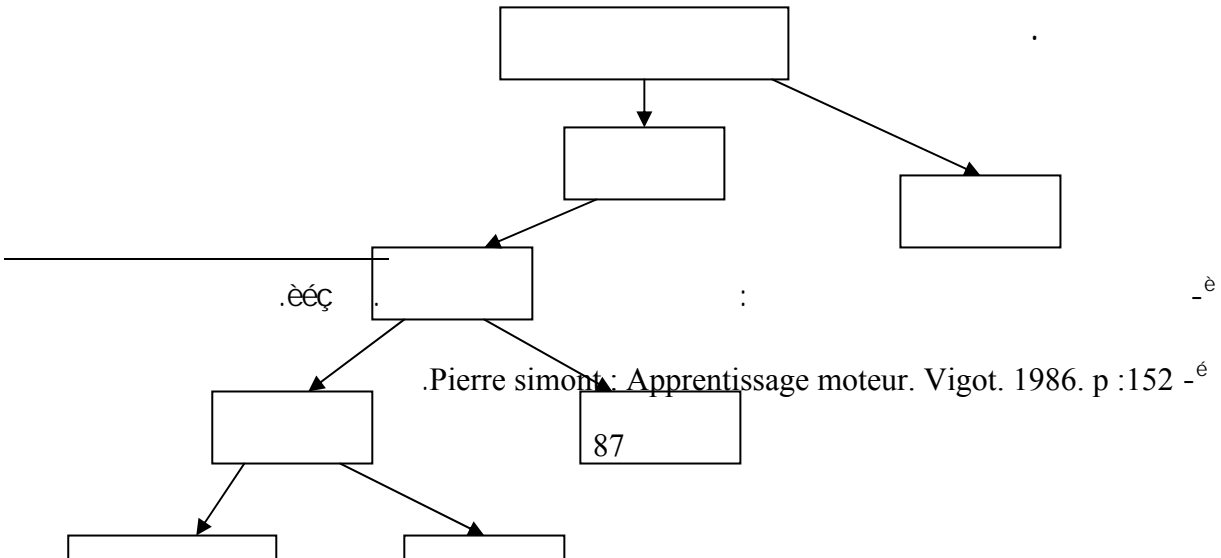 .
.èéç . : -è
.Pierre simont : Apprentissage moteur. Vigot. 1986. p :152 -é
87